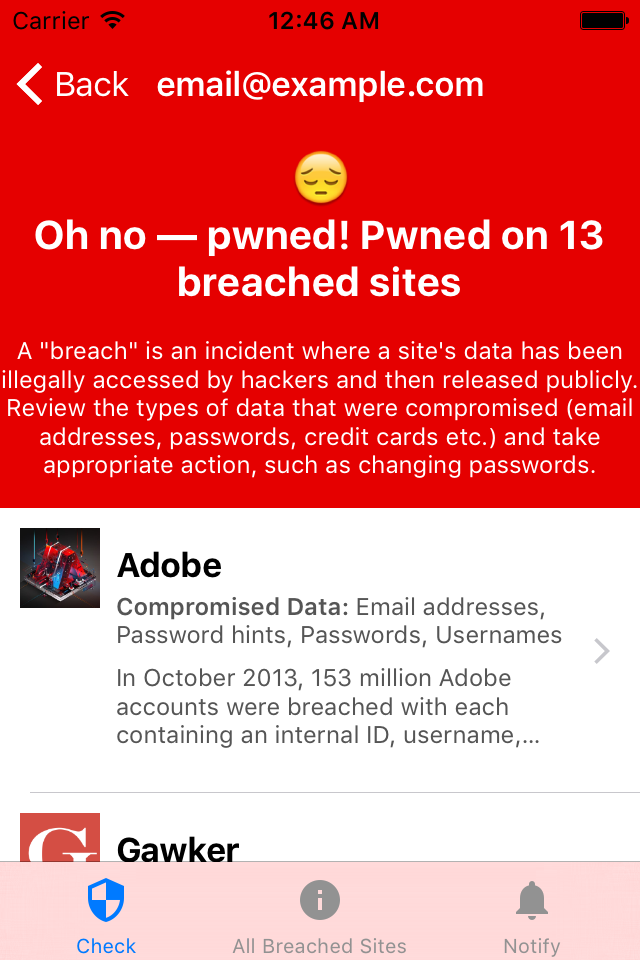 Carrier 12:46 AM
Back email@example.com
Oh no — pwned! Pwned on 13
breached sites
A "breach" is an incident where a site's data has been
illegally accessed by hackers and then released publicly.
Review the types of data that were compromised (email
addresses, passwords, credit cards etc.) and take
appropriate action, such as changing passwords.
Adobe
Compromised Data: Email addresses,
Password hints, Passwords, Usernames
In October 2013, 153 million Adobe
accounts were breached with each
containing an internal ID, username,...
G
Gawker
Check All Breached Sites Notify